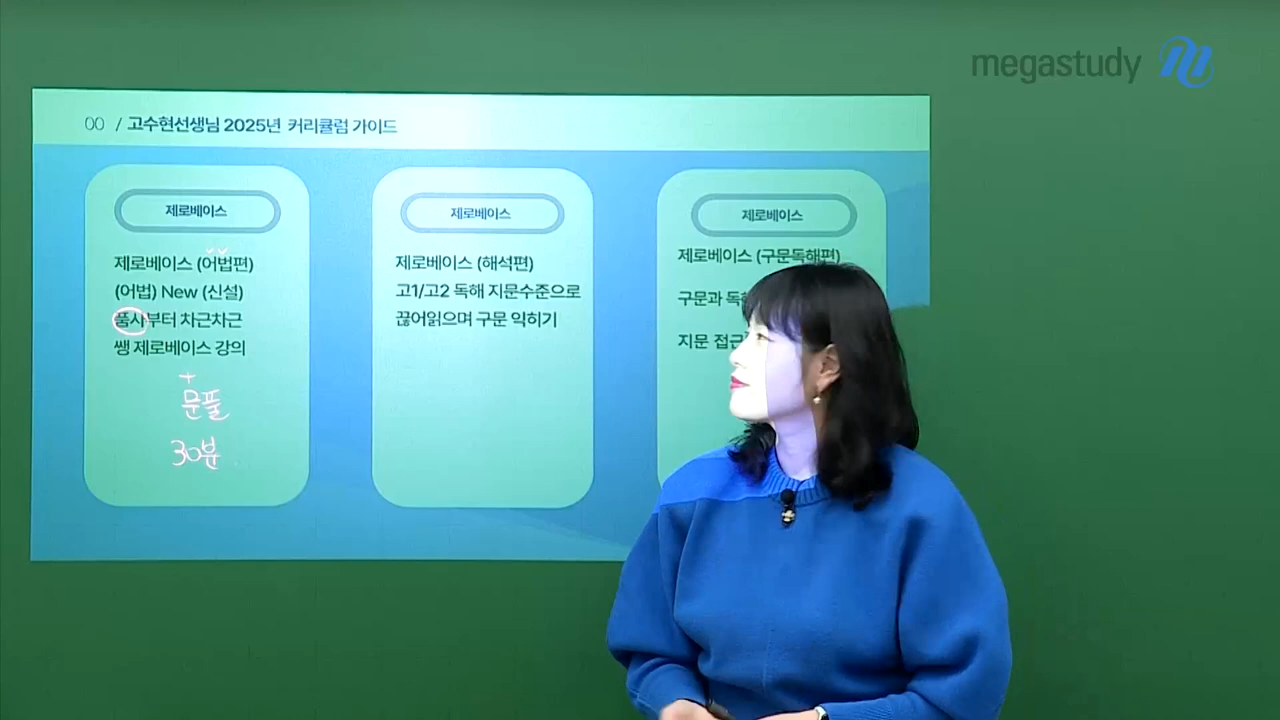 megastudy
00 / 고수현선생님 2025년 커리큘럼 가이드
제로베이스
제로베이스 (어법편)
(어법) New (신설)
품사부터 차근차근
쌩 제로베이스 강의
+
문풀
30분
제로베이스
제로베이스 (해석편)
고1/고2 독해 지문수준으로
끊어읽으며 구문 익히기
제로베이스
제로베이스 (구문독해편)
구문과
지문